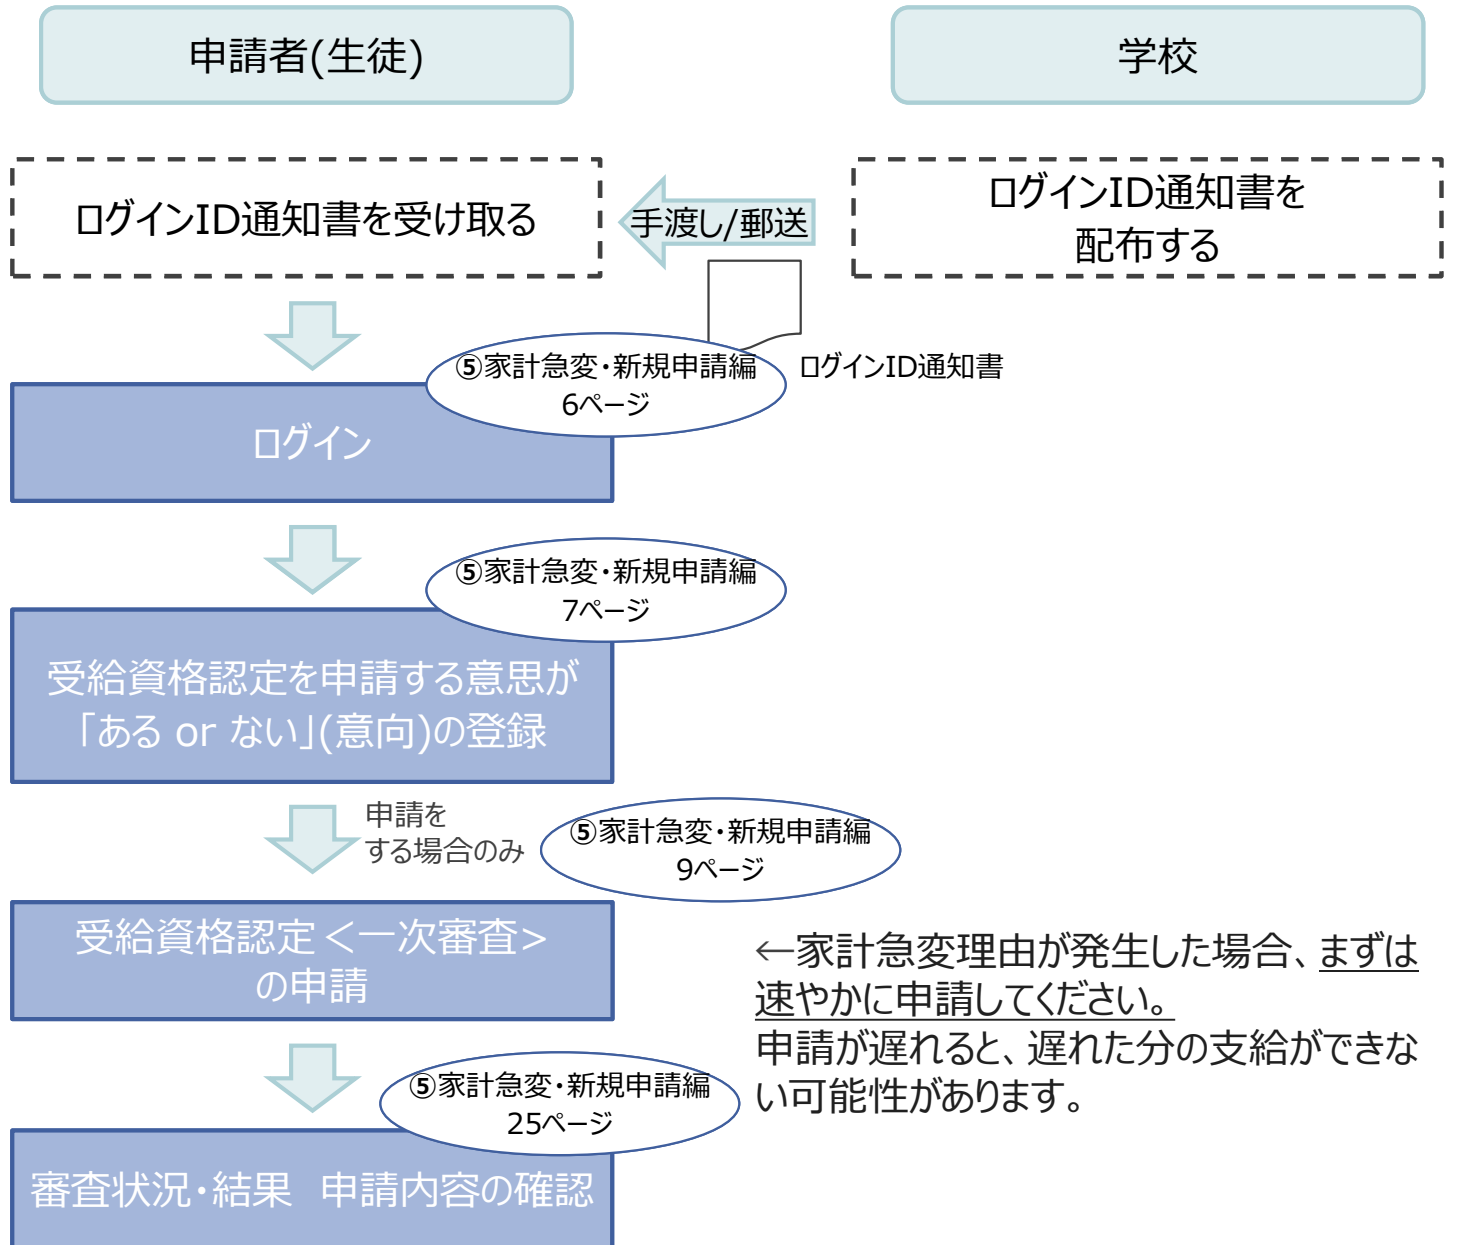 申請者(生徒)
学校
ログインID通知書を受け取る
手渡し/郵送
ログインID通知書を
配布する
ログインID通知書
⑤家計急変・新規申請編
6ページ
ログイン
⑤家計急変・新規申請編
7ページ
受給資格認定を申請する意思が
「ある or ない」(意向)の登録
申請を
する場合のみ
⑤家計急変・新規申請編
9ページ
受給資格認定＜一次審査>
の申請
←家計急変理由が発生した場合、まずは
速やかに申請してください。
申請が遅れると、遅れた分の支給ができな
い可能性があります。
⑤家計急変・新規申請編
25ページ
審査状況・結果　申請内容の確認